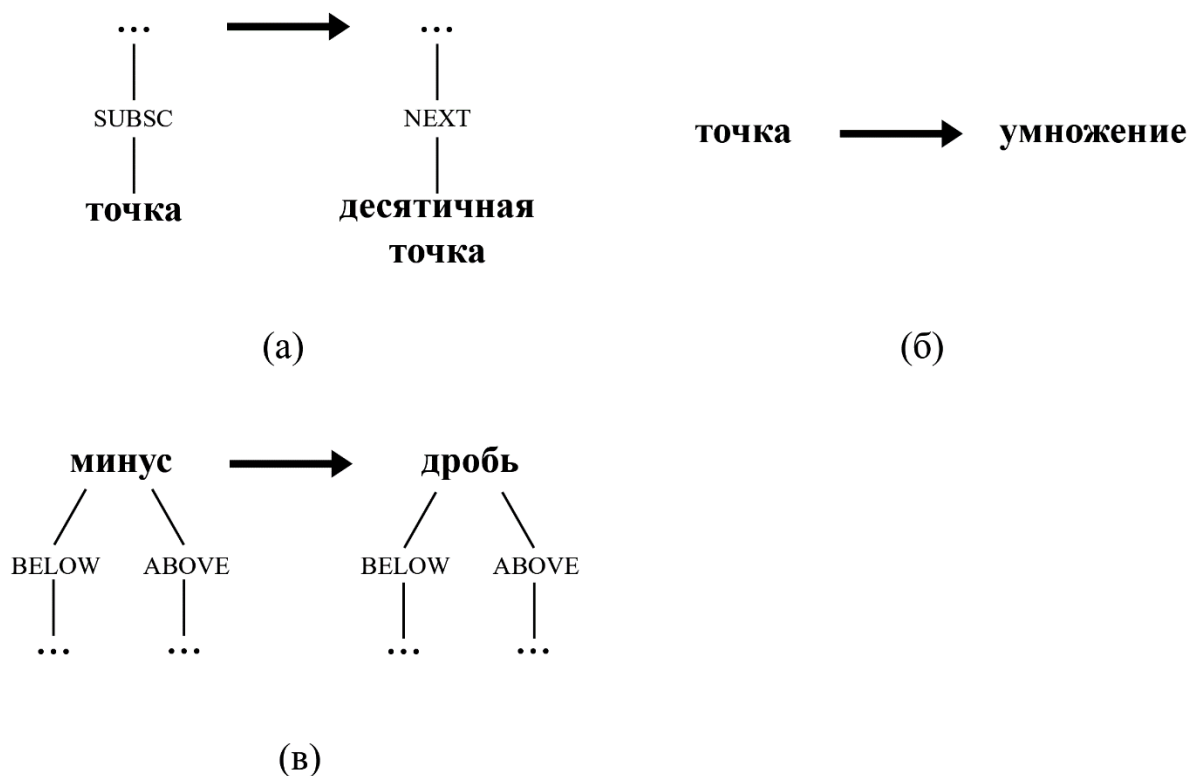 ... ...
SUBSC NEXT
точка умножение
точка десятичная
точка
(а) (б)
минус дробь
BELOW ABOVE BELOW ABOVE
... ... ... ...
(в)